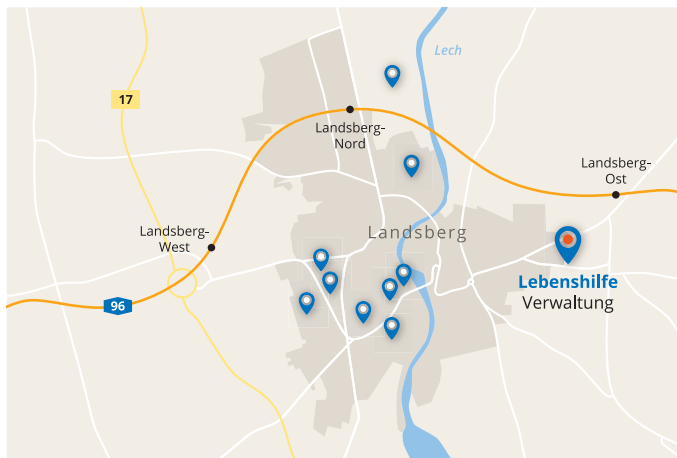 Lech
17
Landsberg-
Nord
Landsberg-
Ost
Landsberg
Landsberg-
West
Lebenshilfe
Verwaltung
96